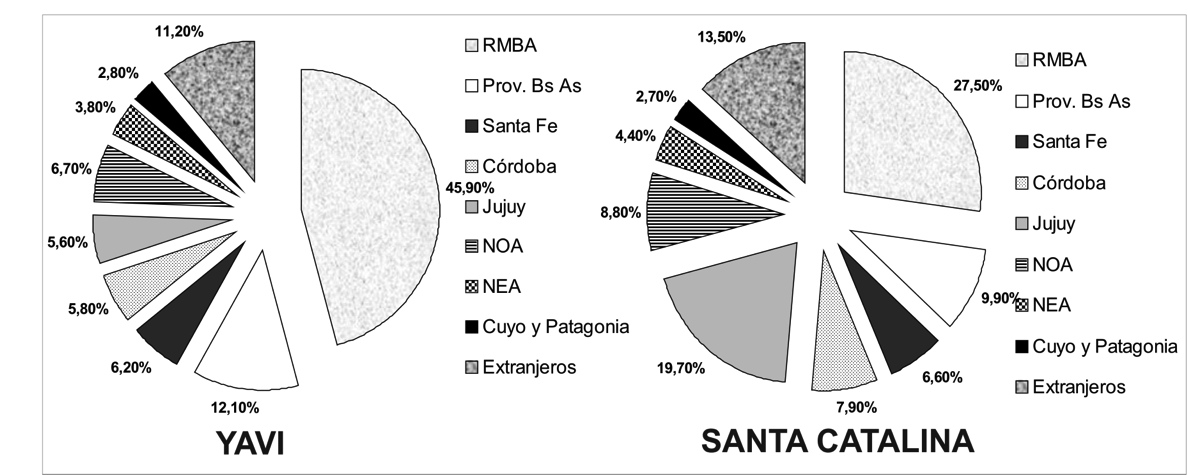 11,20%
2,80%
3,80%
6,70%
5,60%
5,80%
6,20%
12,10%
45,90%
RMBA
Prov. Bs As
Santa Fe
Córdoba
Jujuy
NOA
NEA
Cuyo y Patagonia
Extranjeros
YAVI
13,50%
2,70%
4,40%
8,80%
19,70%
7,90%
6,60%
9,90%
27,50%
RMBA
Prov. Bs As
Santa Fe
Córdoba
Jujuy
NOA
NEA
Cuyo y Patagonia
Extranjeros
SANTA CATALINA